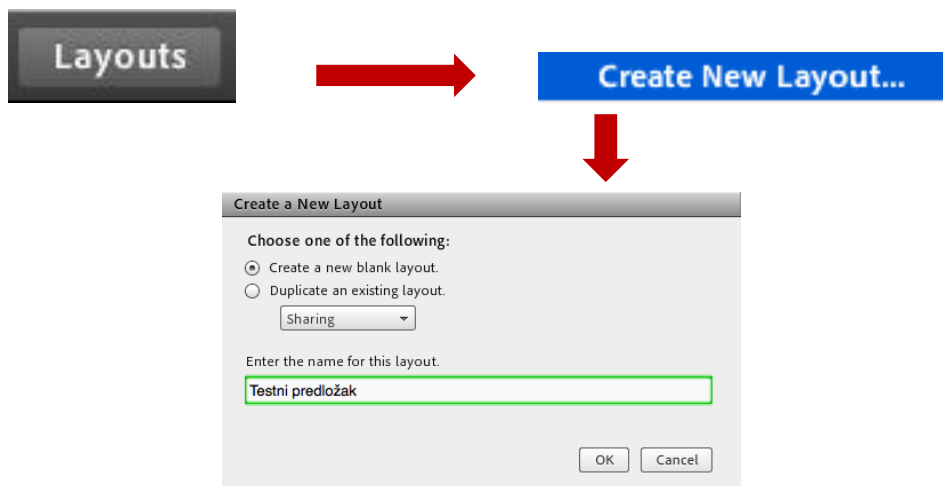 Layouts
Create New Layout...
Create a New Layout
Choose one of the following:
Create a new blank layout.
Duplicate an existing layout.
Sharing
Enter the name for this layout.
Testni predložak
OK Cancel